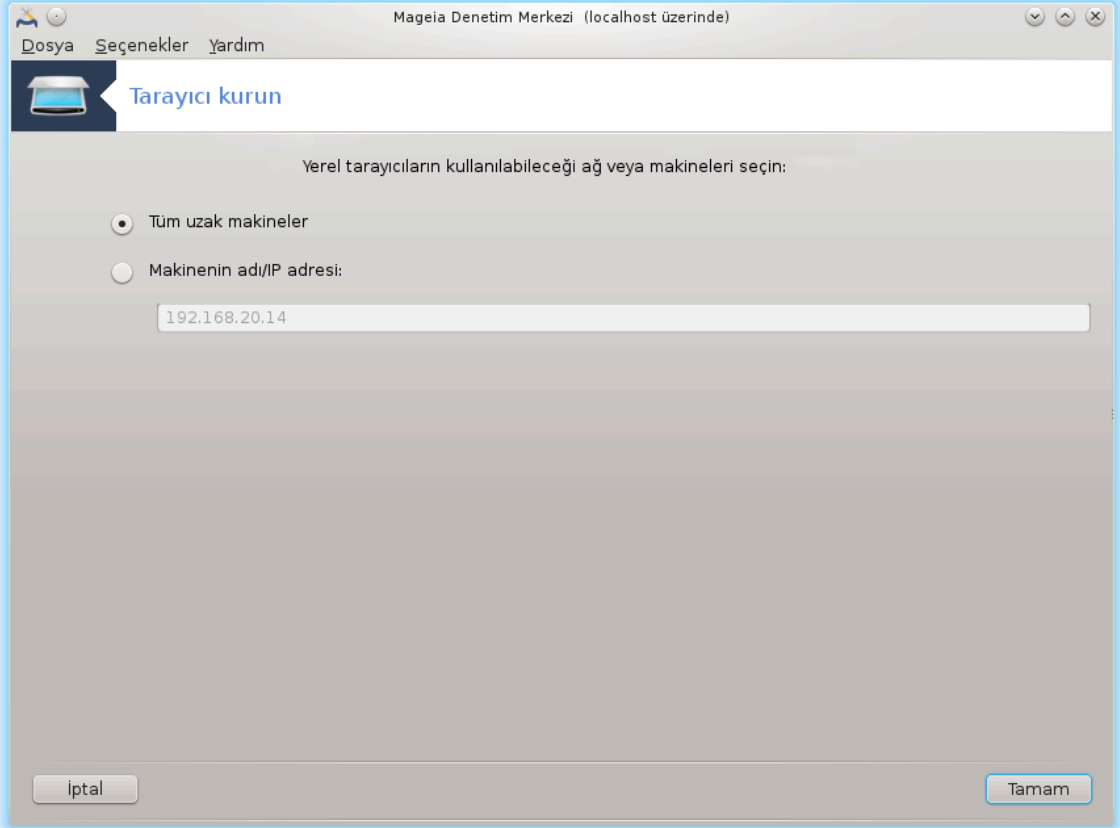 Mageia Denetim Merkezi (localhost üzerinde)
Dosya Seçenekler Yardım
Tarayıcı kurun
Yerel tarayıcıların kullanılabileceği ağ veya makineleri seçin:
Tüm uzak makineler
Makinenin adı/IP adresi:
192.168.20.14
İptal Tamam